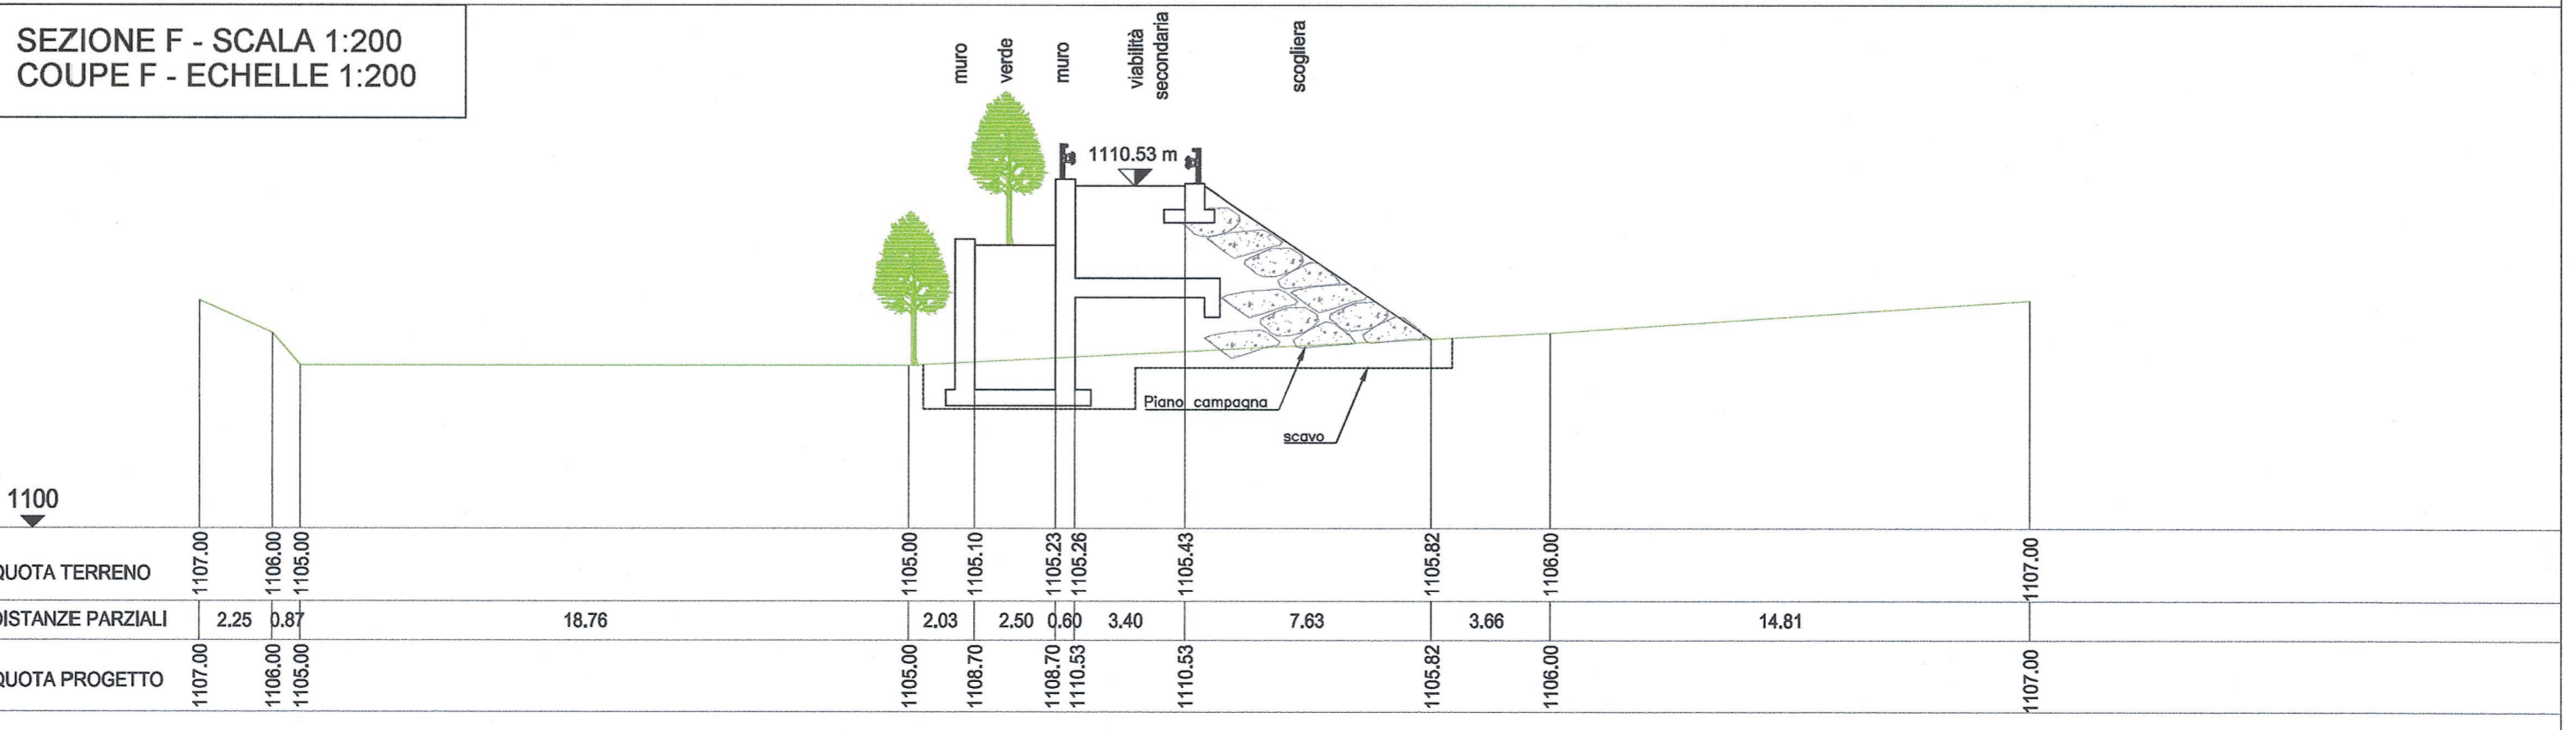 SEZIONE F - SCALA 1:200
COUPE F - ECHELLE 1:200
muro
verde
muro
viabilità
secondaria
scogliera
1110.53 m
Piano campagna
scavo
1100
QUOTA TERRENO
1107.00
1106.00
1105.00
1105.00
1105.10
1105.23
1105.26
1105.43
1105.82
1106.00
1107.00
DISTANZE PARZIALI
2.25
0.87
18.76
2.03
2.50
0.60
3.40
7.63
3.66
14.81
QUOTA PROGETTO
1107.00
1106.00
1105.00
1105.00
1108.70
1108.70
1110.53
1110.53
1105.82
1106.00
1107.00